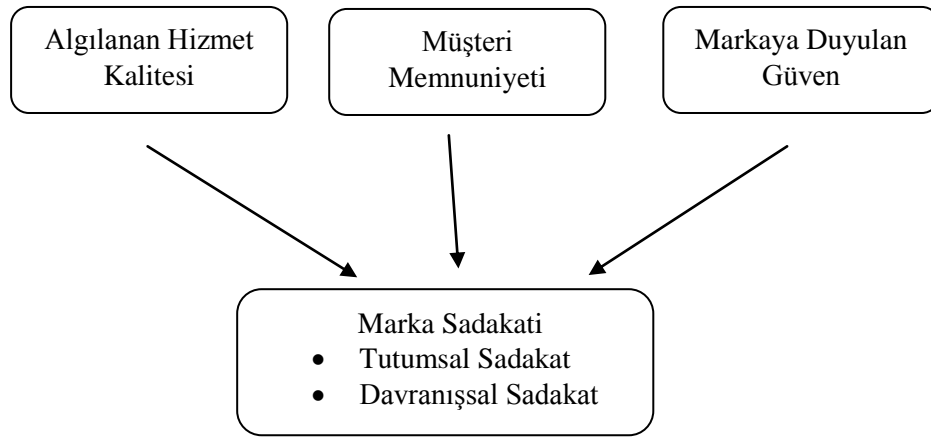 Algılanan Hizmet
Kalitesi
Müşteri
Memnuniyeti
Markaya Duyulan
Güven
Marka Sadakati
• Tutumsal Sadakat
• Davranışsal Sadakat